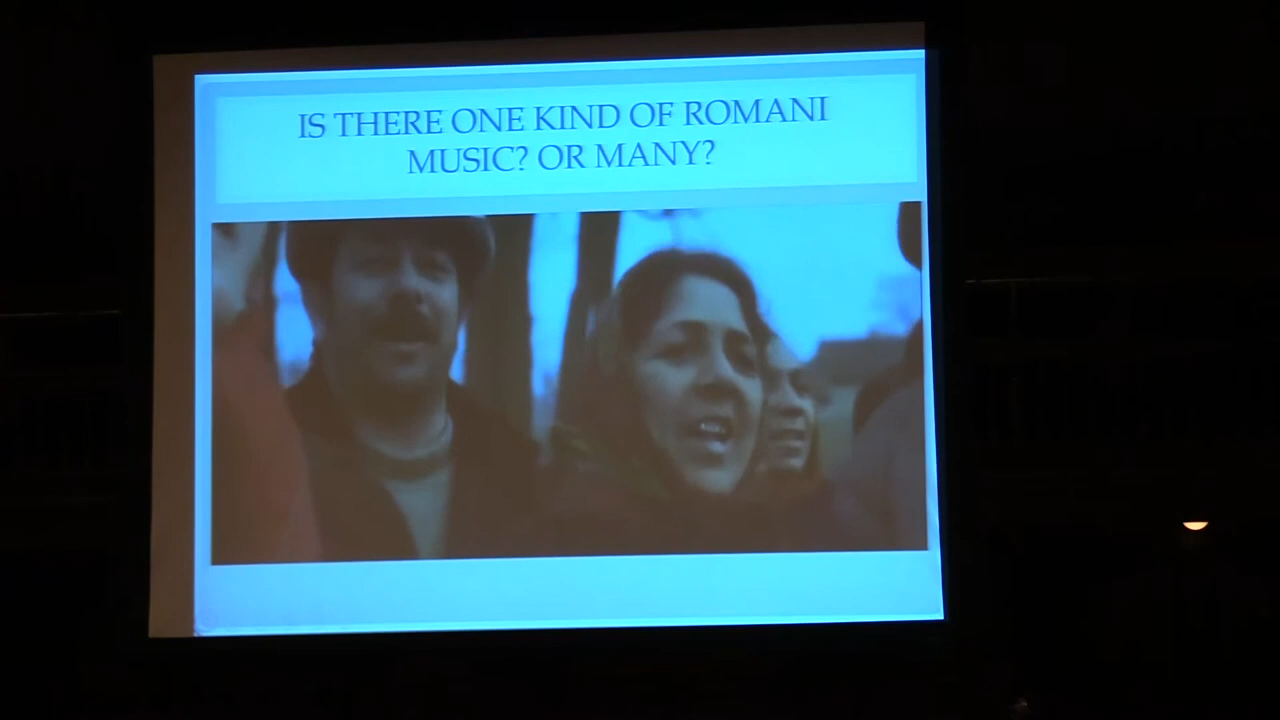 IS THERE ONE KIND OF ROMANI
MUSIC? OR MANY?